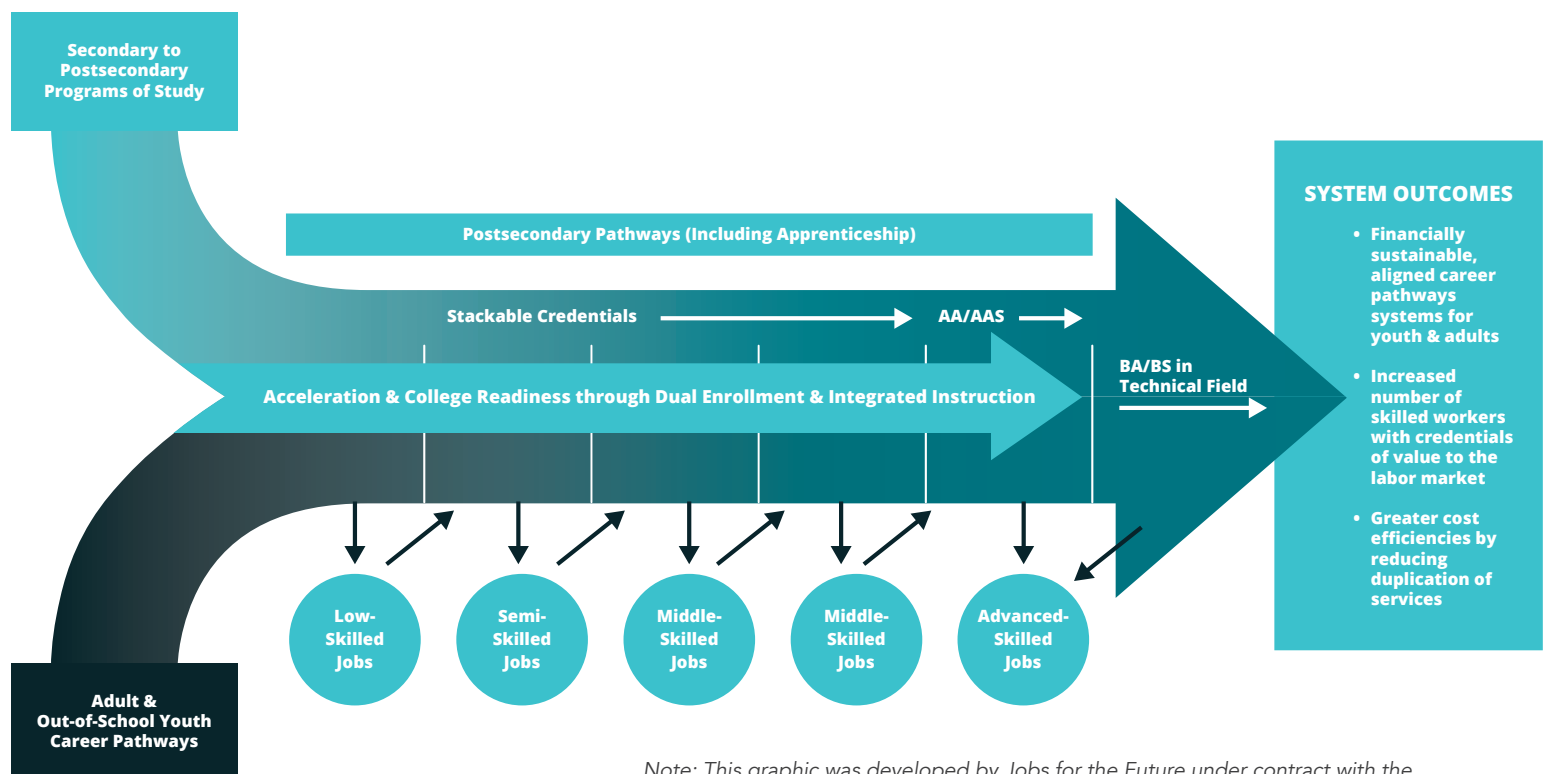 Secondary to
Postsecondary
Programs of Study
Postsecondary Pathways (Including Apprenticeship)
Stackable Credentials
AA/AAS
BA/BS in
Technical Field
Acceleration & College Readiness through Dual Enrollment & Integrated Instruction
Low-
Skilled
Jobs
Semi-
Skilled
Jobs
Middle-
Skilled
Jobs
Middle-
Skilled
Jobs
Advanced-
Skilled
Jobs
Adult &
Out-of-School Youth
Career Pathways
SYSTEM OUTCOMES
• Financially
sustainable,
aligned career
pathways
systems for
youth & adults
• Increased
number of
skilled workers
with credentials
of value to the
labor market
• Greater cost
efficiencies by
reducing
duplication of
services
Note: This graphic was developed by Jobs for the Future under contract with the